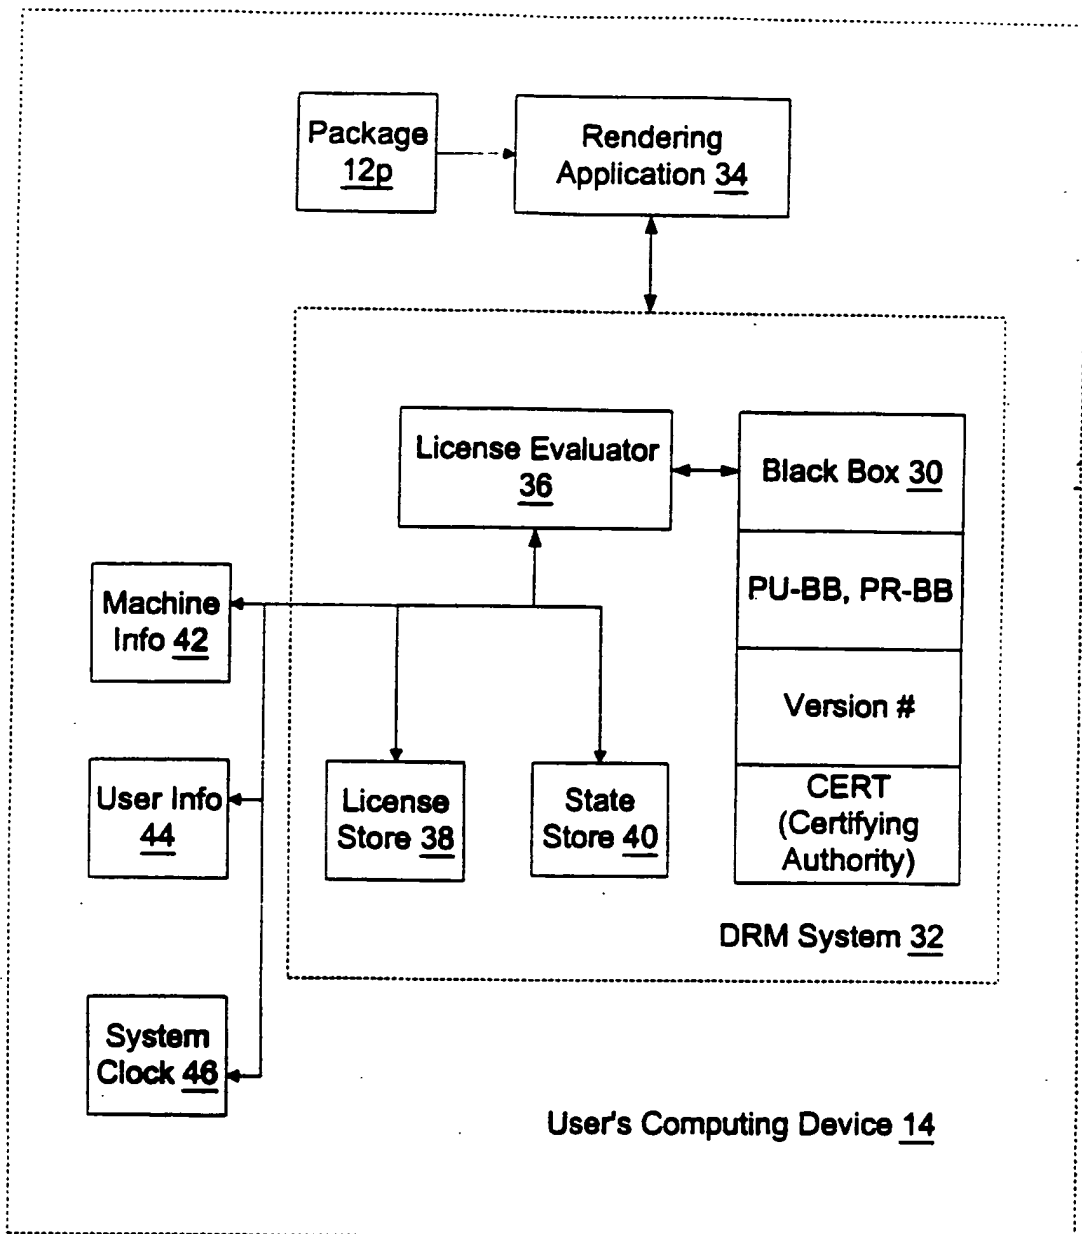 Package
12p
Rendering
Application 34
License Evaluator
36
Black Box 30
PU-BB, PR-BB
Version #
CERT
(Certifying
Authority)
Machine
Info 42
User Info
44
License
Store 38
State
Store 40
DRM System 32
System
Clock 46
User's Computing Device 14